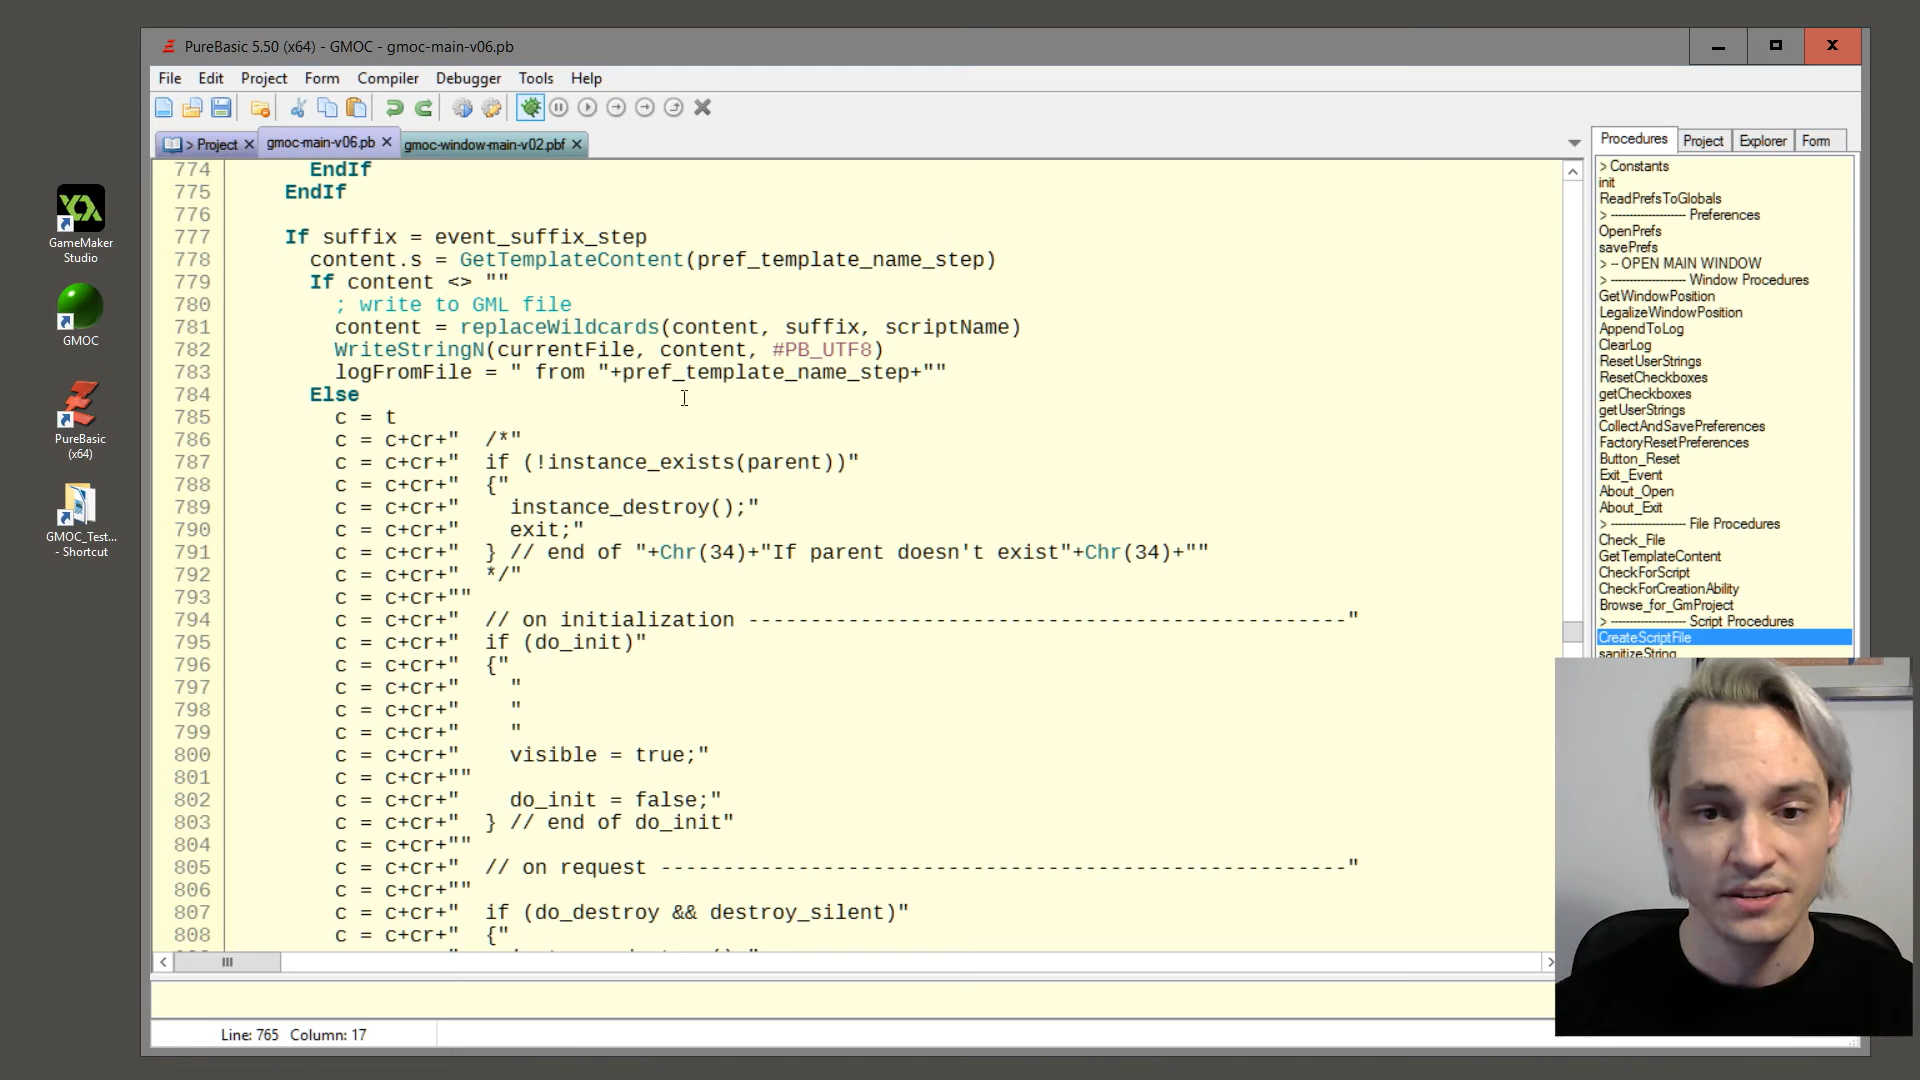 PureBasic 5.50 (x64) - GMOC - gmoc-main-v06.pb
File Edit Project Form Compiler Debugger Tools Help
> Project
gmoc-main-v06.pb
gmoc-window-main-v02.pbf
774 EndIf
775 EndIf
776
777 If suffix = event_suffix_step
778 content.s = GetTemplateContent(pref_template_name_step)
779 If content <> ""
780 ; write to GML file
781 content = replaceWildcards(content, suffix, scriptName)
782 WriteStringN(currentFile, content, #PB_UTF8)
783 logFromFile = " from "+pref_template_name_step+""
784 Else
785 c = t
786 c = c+cr+"  /*"
787 c = c+cr+"  if (!instance_exists(parent))"
788 c = c+cr+"  {"
789 c = c+cr+"    instance_destroy();"
790 c = c+cr+"    exit;"
791 c = c+cr+"  } // end of "+Chr(34)+"If parent doesn't exist"+Chr(34)+""
792 c = c+cr+"  */"
793 c = c+cr+""
794 c = c+cr+"  // on initialization ------------------------------------------------"
795 c = c+cr+"  if (do_init)"
796 c = c+cr+"  {"
797 c = c+cr+"    "
798 c = c+cr+"    "
799 c = c+cr+"    "
800 c = c+cr+"    visible = true;"
801 c = c+cr+""
802 c = c+cr+"    do_init = false;"
803 c = c+cr+"  } // end of do_init"
804 c = c+cr+""
805 c = c+cr+"  // on request -------------------------------------------------------"
806 c = c+cr+""
807 c = c+cr+"  if (do_destroy && destroy_silent)"
808 c = c+cr+"  {"
Line: 765 Column: 17
Procedures Project Explorer Form
> Constants
init
ReadPrefsToGlobals
> -------------------- Preferences
OpenPrefs
savePrefs
> -- OPEN MAIN WINDOW
> -------------------- Window Procedures
GetWindowPosition
LegalizeWindowPosition
AppendToLog
ClearLog
ResetUserStrings
ResetCheckboxes
getCheckboxes
getUserStrings
CollectAndSavePreferences
FactoryResetPreferences
Button_Reset
Exit_Event
About_Open
About_Exit
> -------------------- File Procedures
Check_File
GetTemplateContent
CheckForScript
CheckForCreationAbility
Browse_for_GmProject
> -------------------- Script Procedures
CreateScriptFile
sanitizeString
GameMaker
Studio
GMOC
PureBasic
(x64)
GMOC_Test...
- Shortcut